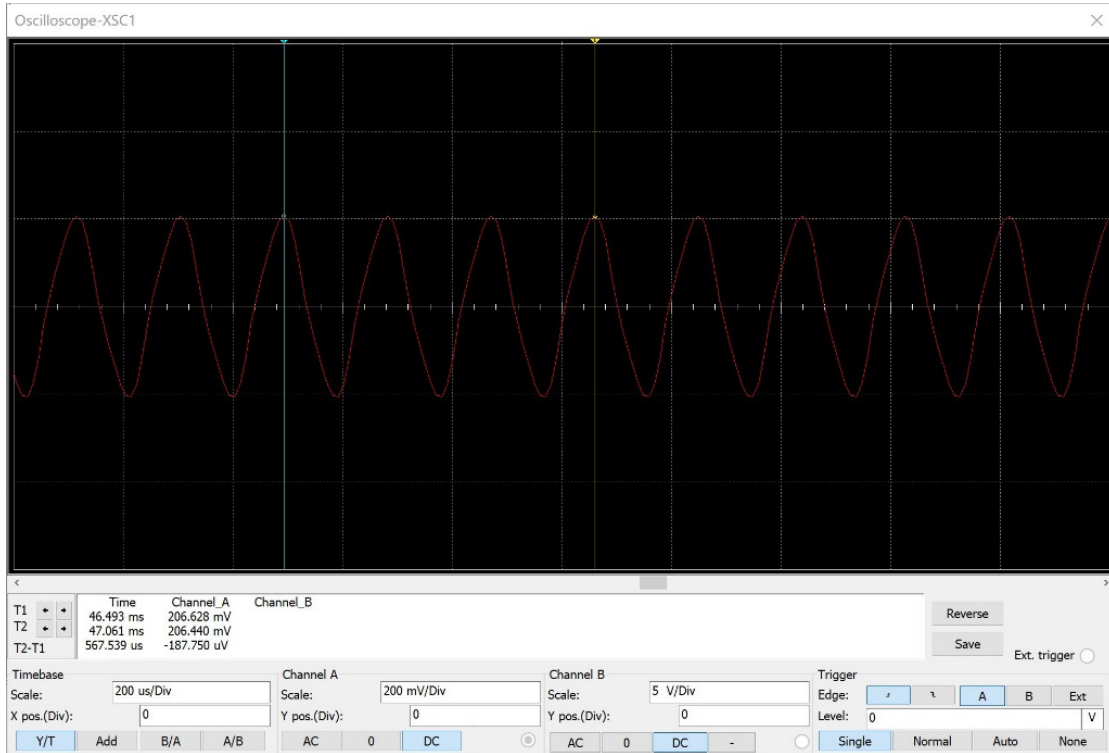 Oscilloscope-XSC1
Time Channel_A Channel_B
T1 46.493 ms 206.628 mV
T2 47.061 ms 206.440 mV
T2-T1 567.539 us -187.750 uV
Reverse
Save
Ext. trigger
Timebase
Scale: 200 us/Div
X pos.(Div): 0
Y/T Add B/A A/B
Channel A
Scale: 200 mV/Div
Y pos.(Div): 0
AC 0 DC
Channel B
Scale: 5 V/Div
Y pos.(Div): 0
AC 0 DC -
Trigger
Edge: A B Ext
Level: 0 V
Single Normal Auto None